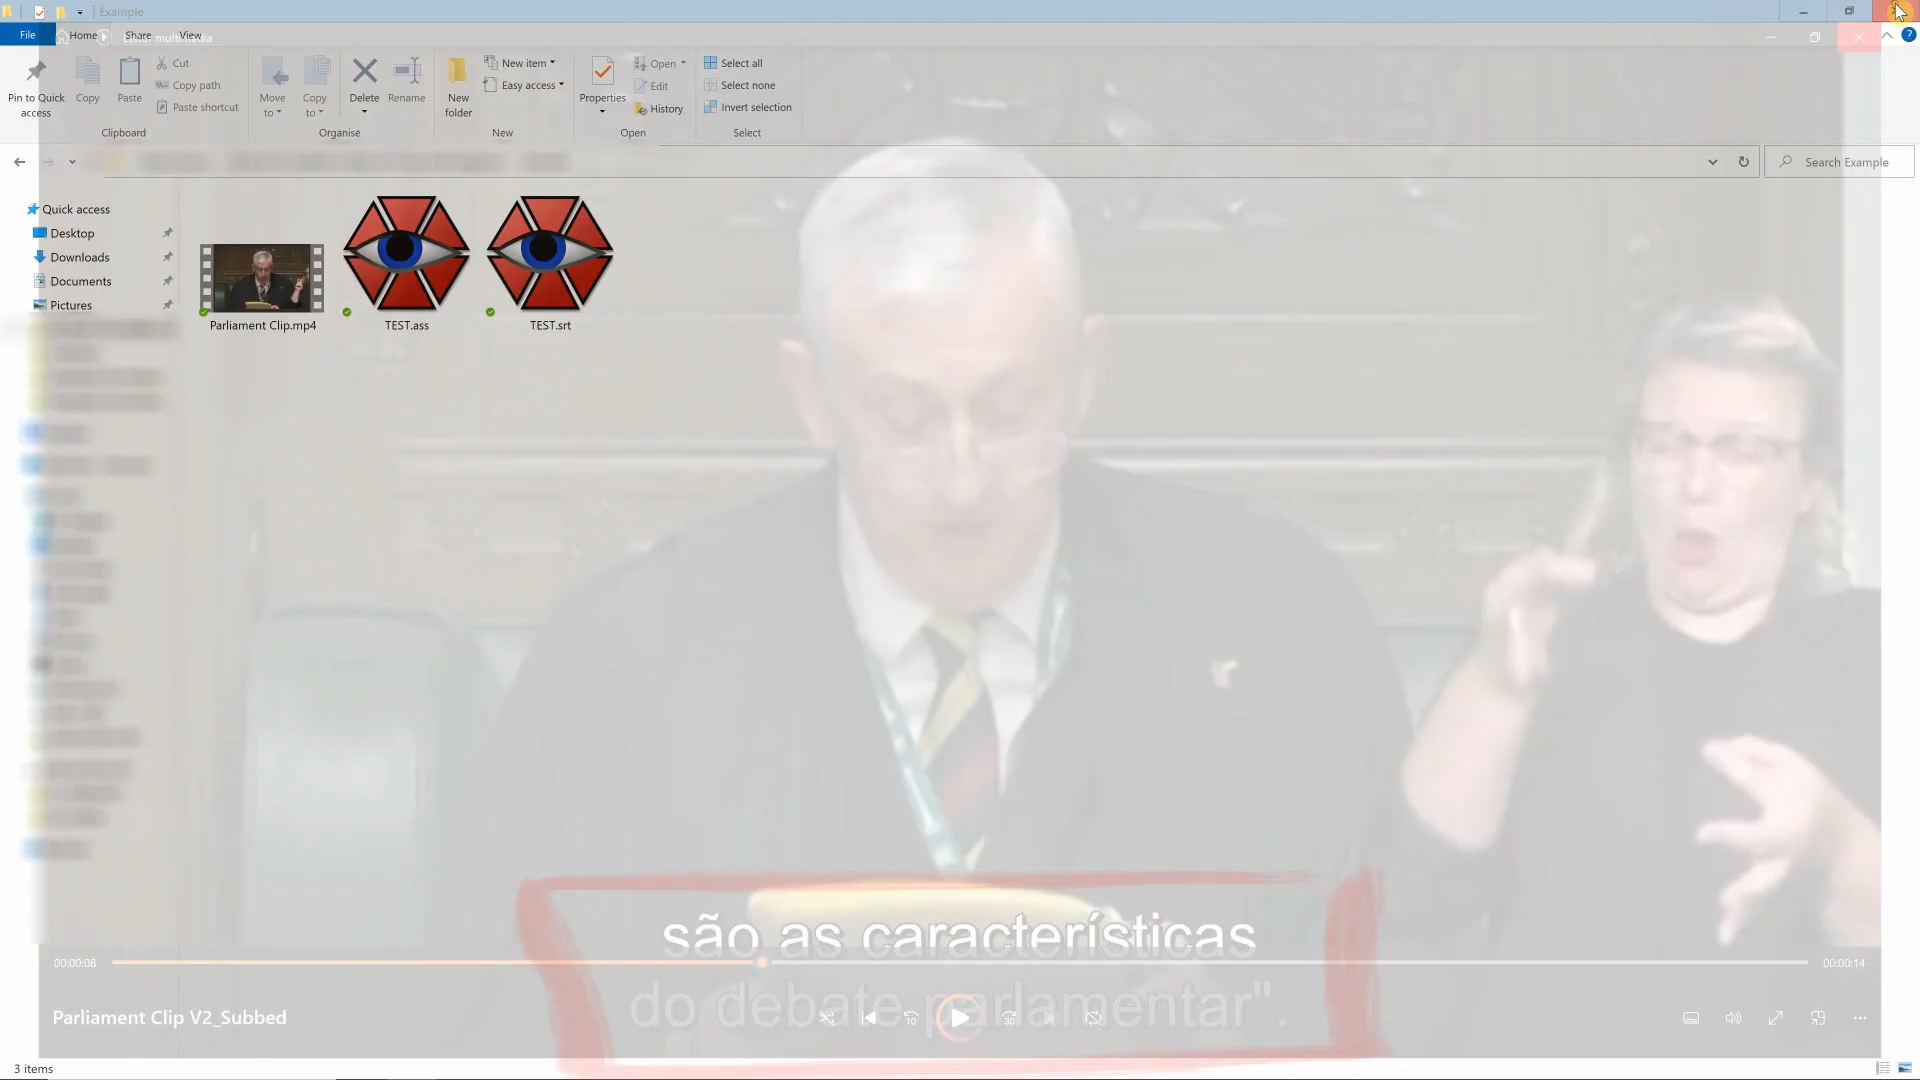 Example
File
Home
Share
View
multimedia
Pin to Quick
access
Copy
Paste
Cut
Copy path
Paste shortcut
Clipboard
Move
to
Copy
to
Delete
Rename
Organise
New
folder
New item
Easy access
New
Properties
Open
Edit
History
Open
Select all
Select none
Invert selection
Select
Search Example
Quick access
Desktop
Downloads
Documents
Pictures
Parliament Clip.mp4
TEST.ass
TEST.srt
são as características
do debate parlamentar".
00:00:08
00:00:14
Parliament Clip V2_Subbed
10
30
3 items